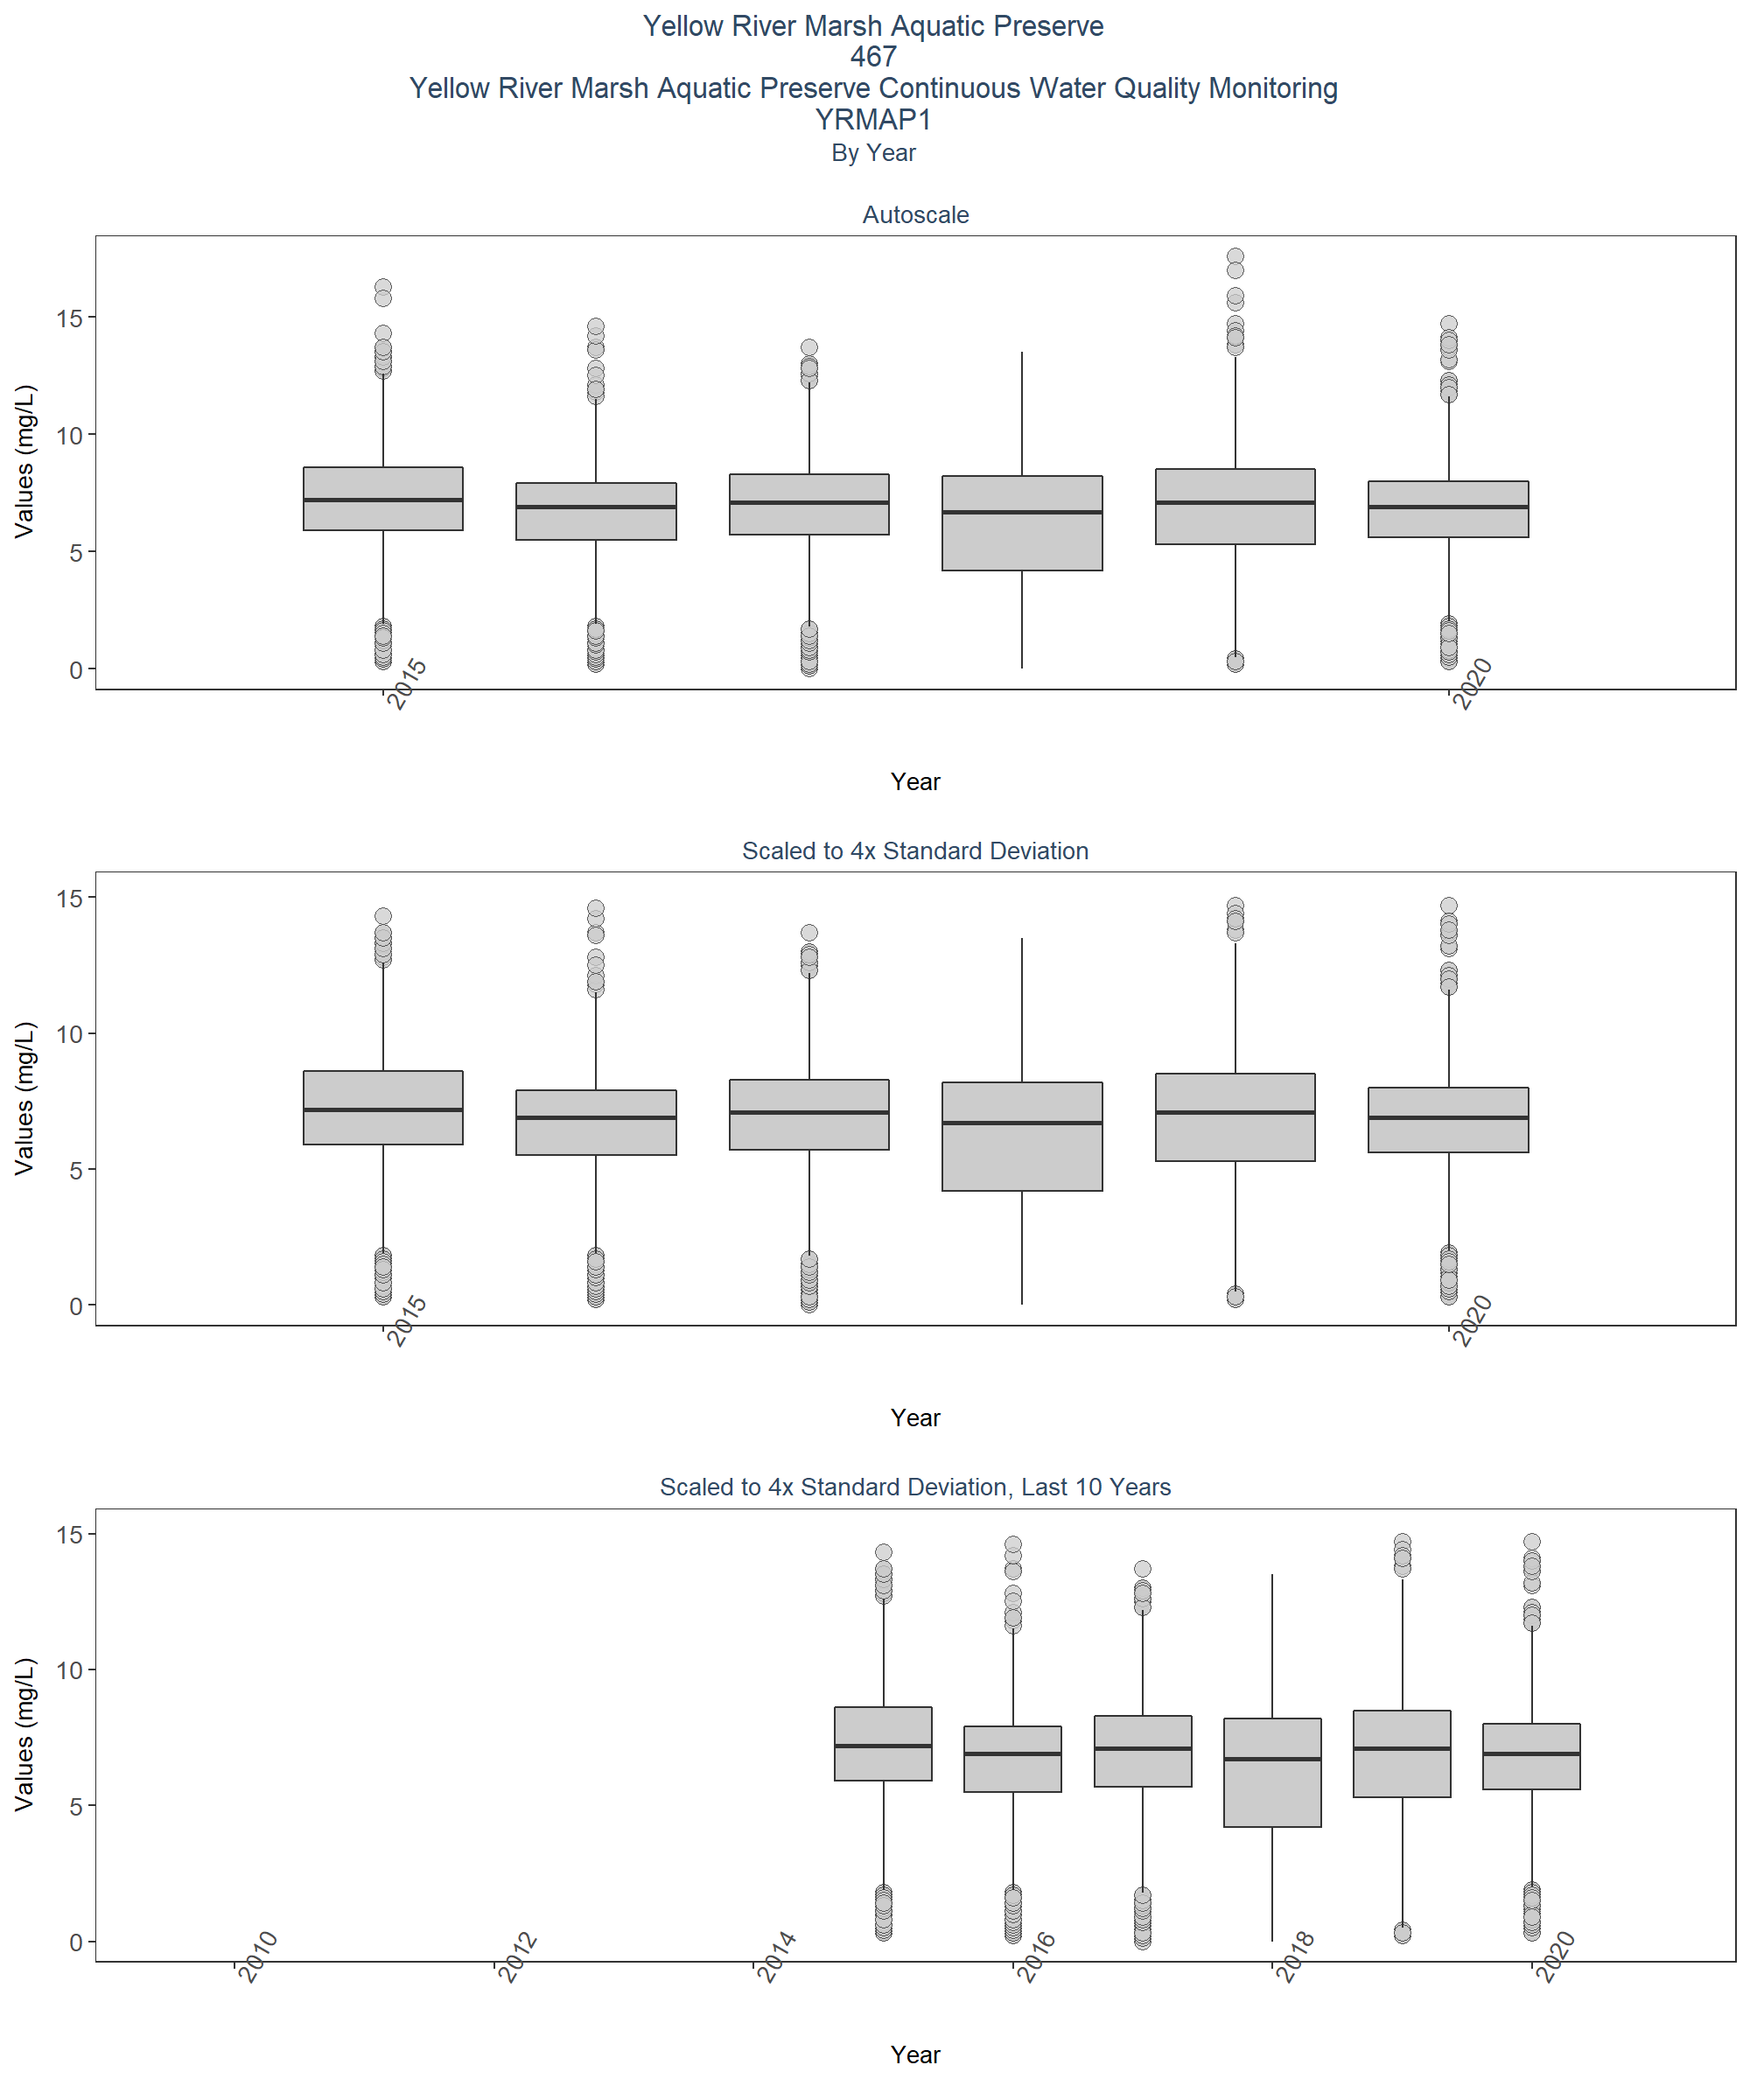 Yellow River Marsh Aquatic Preserve
467
Yellow River Marsh Aquatic Preserve Continuous Water Quality Monitoring
YRMAP1
By Year
Autoscale
Values (mg/L)
15
10
5
0
2015
2020
Year
Scaled to 4x Standard Deviation
Values (mg/L)
15
10
5
0
2015
2020
Year
Scaled to 4x Standard Deviation, Last 10 Years
Values (mg/L)
15
10
5
0
2010
2012
2014
2016
2018
2020
Year